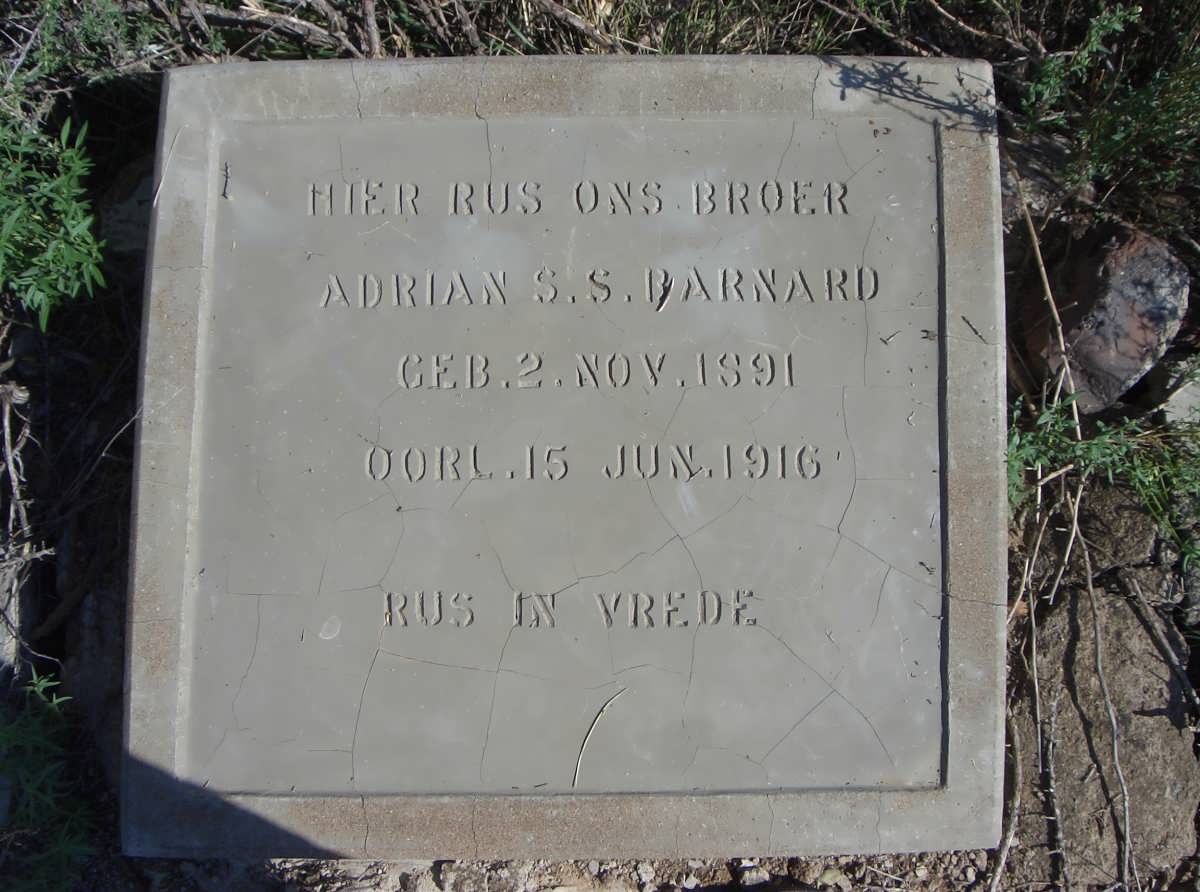 HIER RUS ONS BROER
ADRIAN S.S. BARNARD
GEB. 2. NOV. 1891
OORL. 15 JUN. 1916
RUS IN VREDE